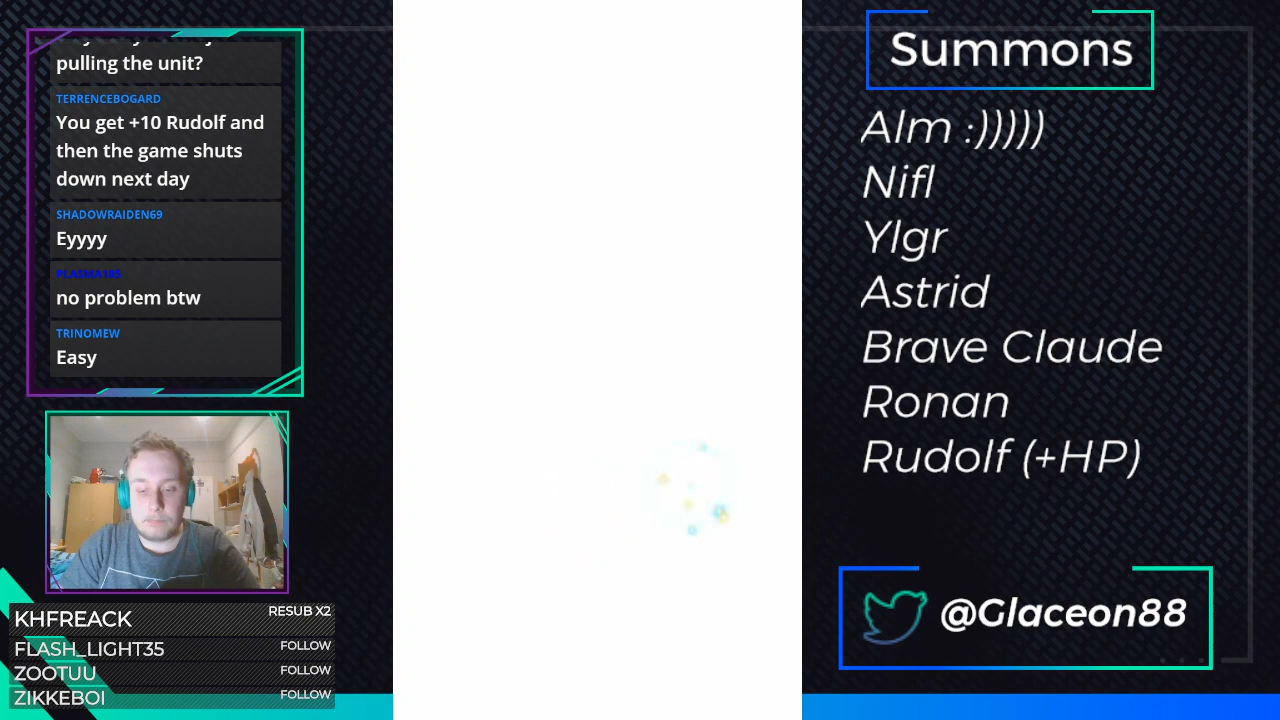 pulling the unit?
TERRENCEBOGARD
You get +10 Rudolf and
then the game shuts
down next day
SHADOWRAIDEN69
Eyyyy
PLASMA185
no problem btw
TRINOMEW
Easy
KHFREACK RESUB X2
FLASH_LIGHT35 FOLLOW
ZOOTUU FOLLOW
ZIKKEBOI FOLLOW
Summons
Alm :)))))
Nifl
Ylgr
Astrid
Brave Claude
Ronan
Rudolf (+HP)
@Glaceon88